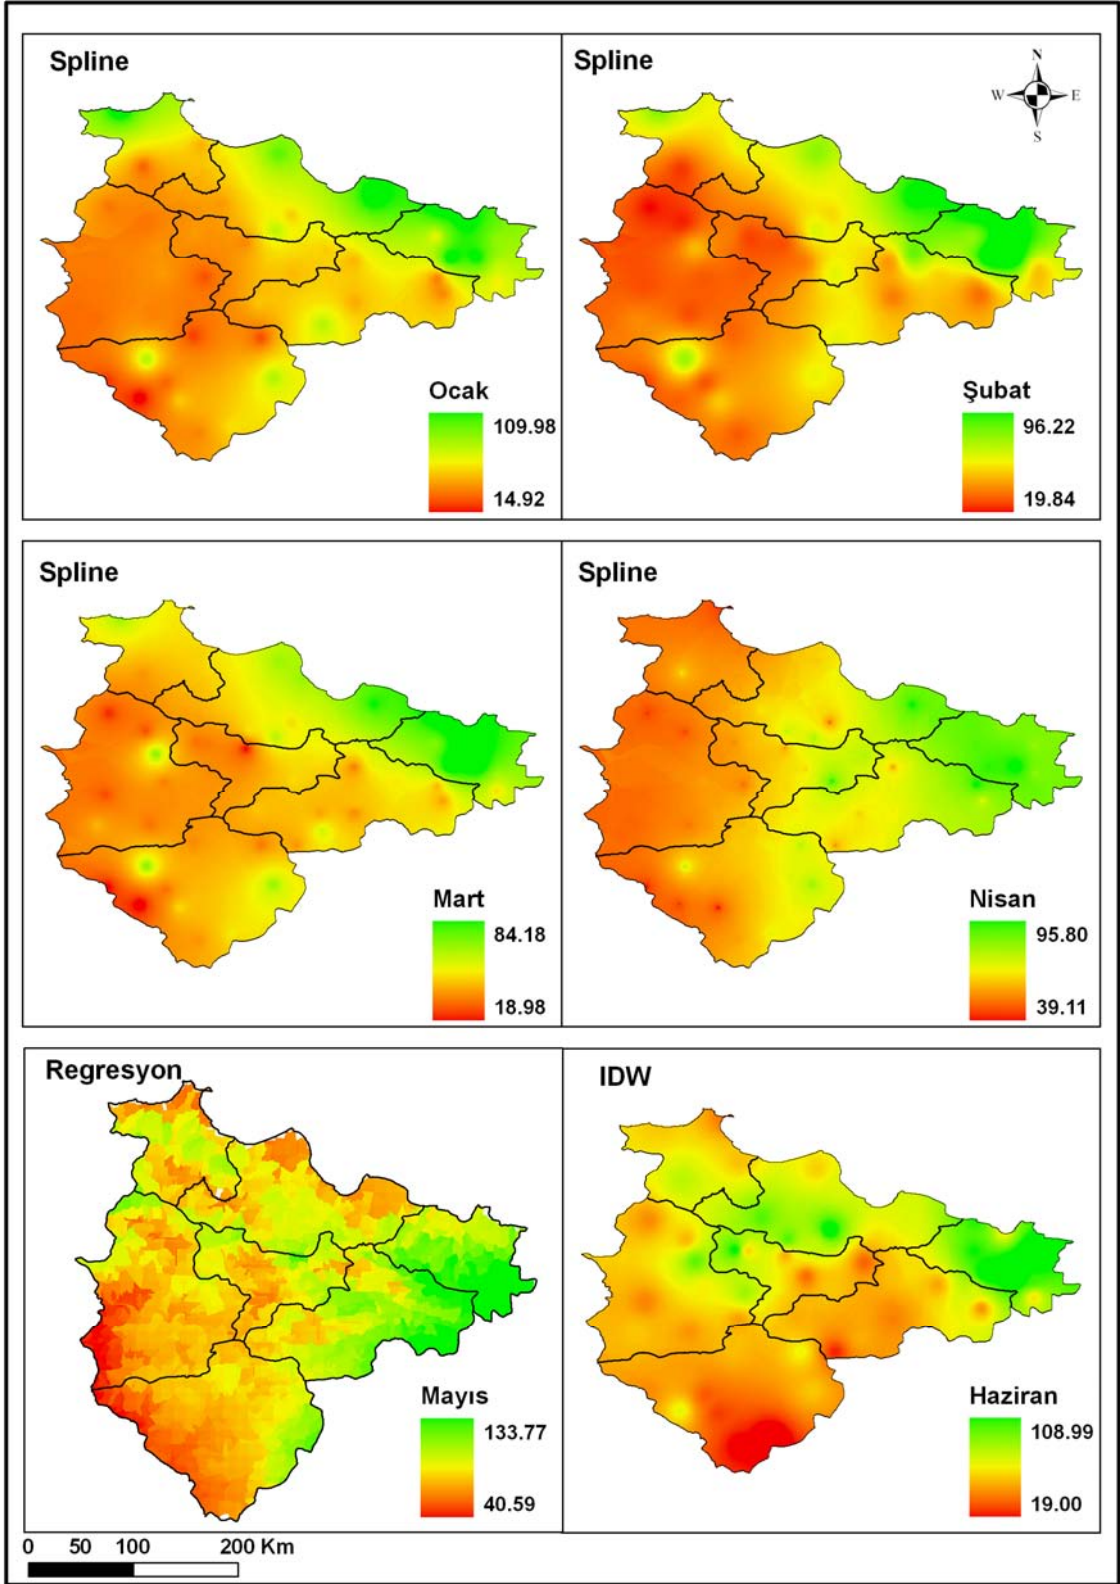 Spline
Spline
N
W E
S
Ocak
109.98
14.92
Şubat
96.22
19.84
Spline
Spline
Mart
84.18
18.98
Nisan
95.80
39.11
Regresyon
IDW
Mayıs
133.77
40.59
Haziran
108.99
19.00
0 50 100 200 Km